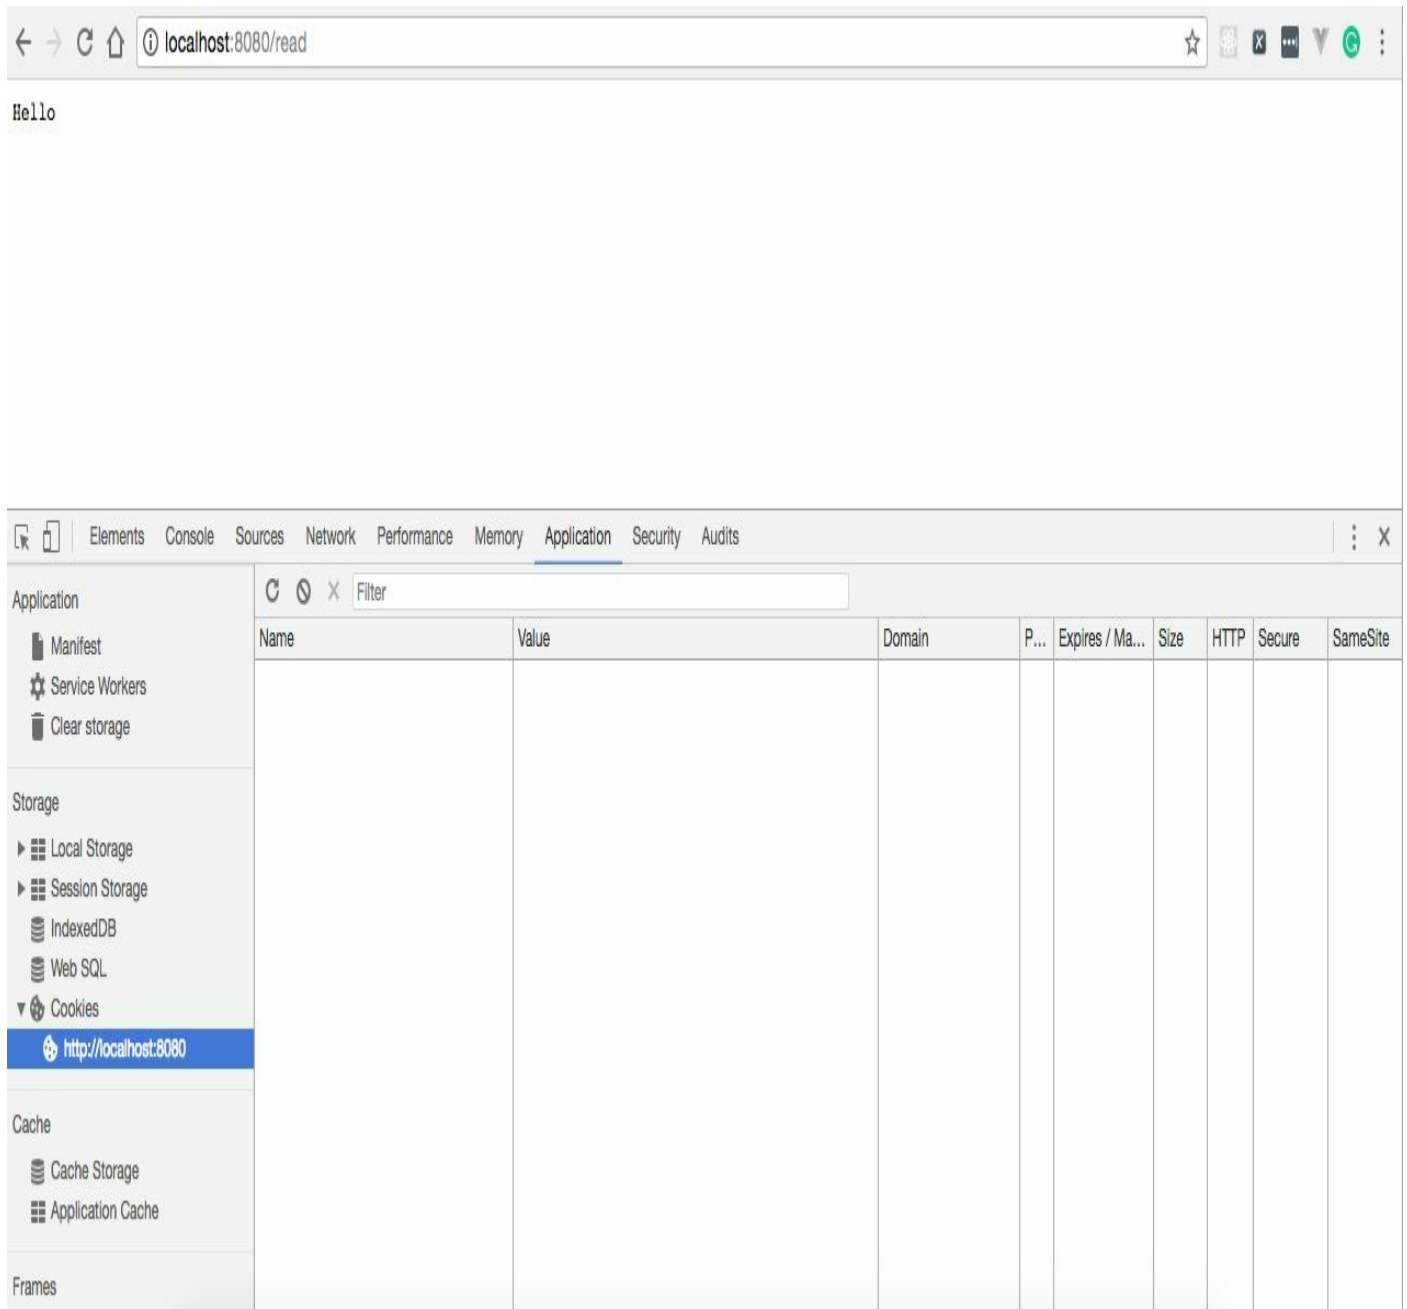 localhost:8080/read
Hello
Elements Console Sources Network Performance Memory Application Security Audits
Filter
Name Value Domain P... Expires / Ma... Size HTTP Secure SameSite
Application
Manifest
Service Workers
Clear storage
Storage
Local Storage
Session Storage
IndexedDB
Web SQL
Cookies
http://localhost:8080
Cache
Cache Storage
Application Cache
Frames